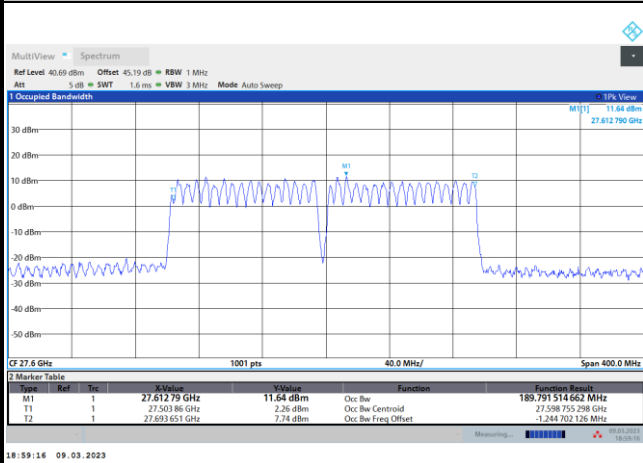 MultiView Spectrum
Ref Level 40.69 dBm Offset 45.19 dB RBW 1 MHz
Att 5 dB SWT 1.6 ms VBW 3 MHz Mode Auto Sweep
1 Occupied Bandwidth 1Pk View
M1[1] 11.64 dBm
27.612 790 GHz
30 dBm
20 dBm
M1
10 dBm
T1
T2
0 dBm
-10 dBm
-20 dBm
-30 dBm
-40 dBm
-50 dBm
CF 27.6 GHz 1001 pts 40.0 MHz/ Span 400.0 MHz
2 Marker Table
Type Ref Trc X-Value Y-Value Function Function Result
M1 1 27.612 79 GHz 11.64 dBm Occ Bw 189.791 514 662 MHz
T1 1 27.503 86 GHz 2.26 dBm Occ Bw Centroid 27.598 755 298 GHz
T2 1 27.693 651 GHz 7.74 dBm Occ Bw Freq Offset -1.244 702 126 MHz
Measuring... 09.03.2023
18:59:16
18:59:16 09.03.2023